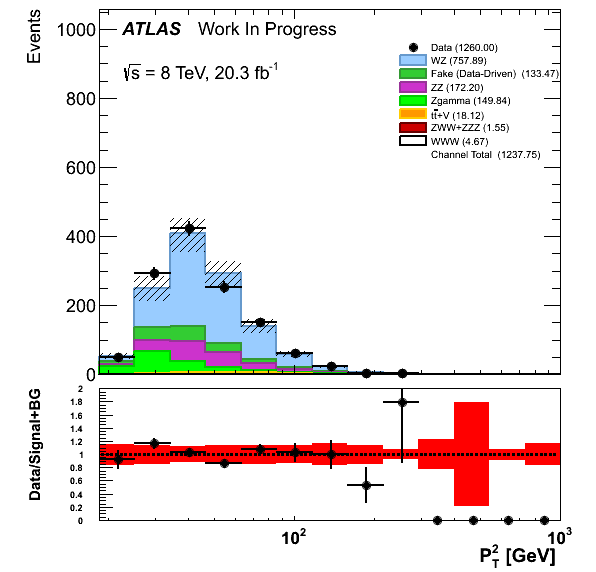 Events
1000
800
600
400
200
0
ATLAS Work In Progress
√s = 8 TeV, 20.3 fb⁻¹
Data (1260.00)
WZ (757.89)
Fake (Data-Driven) (133.47)
ZZ (172.20)
Zgamma (149.84)
tt̄+V (18.12)
ZWW+ZZZ (1.55)
WWW (4.67)
Channel Total (1237.75)
Data/Signal+BG
2
1.8
1.6
1.4
1.2
1
0.8
0.6
0.4
0.2
0
10²
10³
P²_T [GeV]